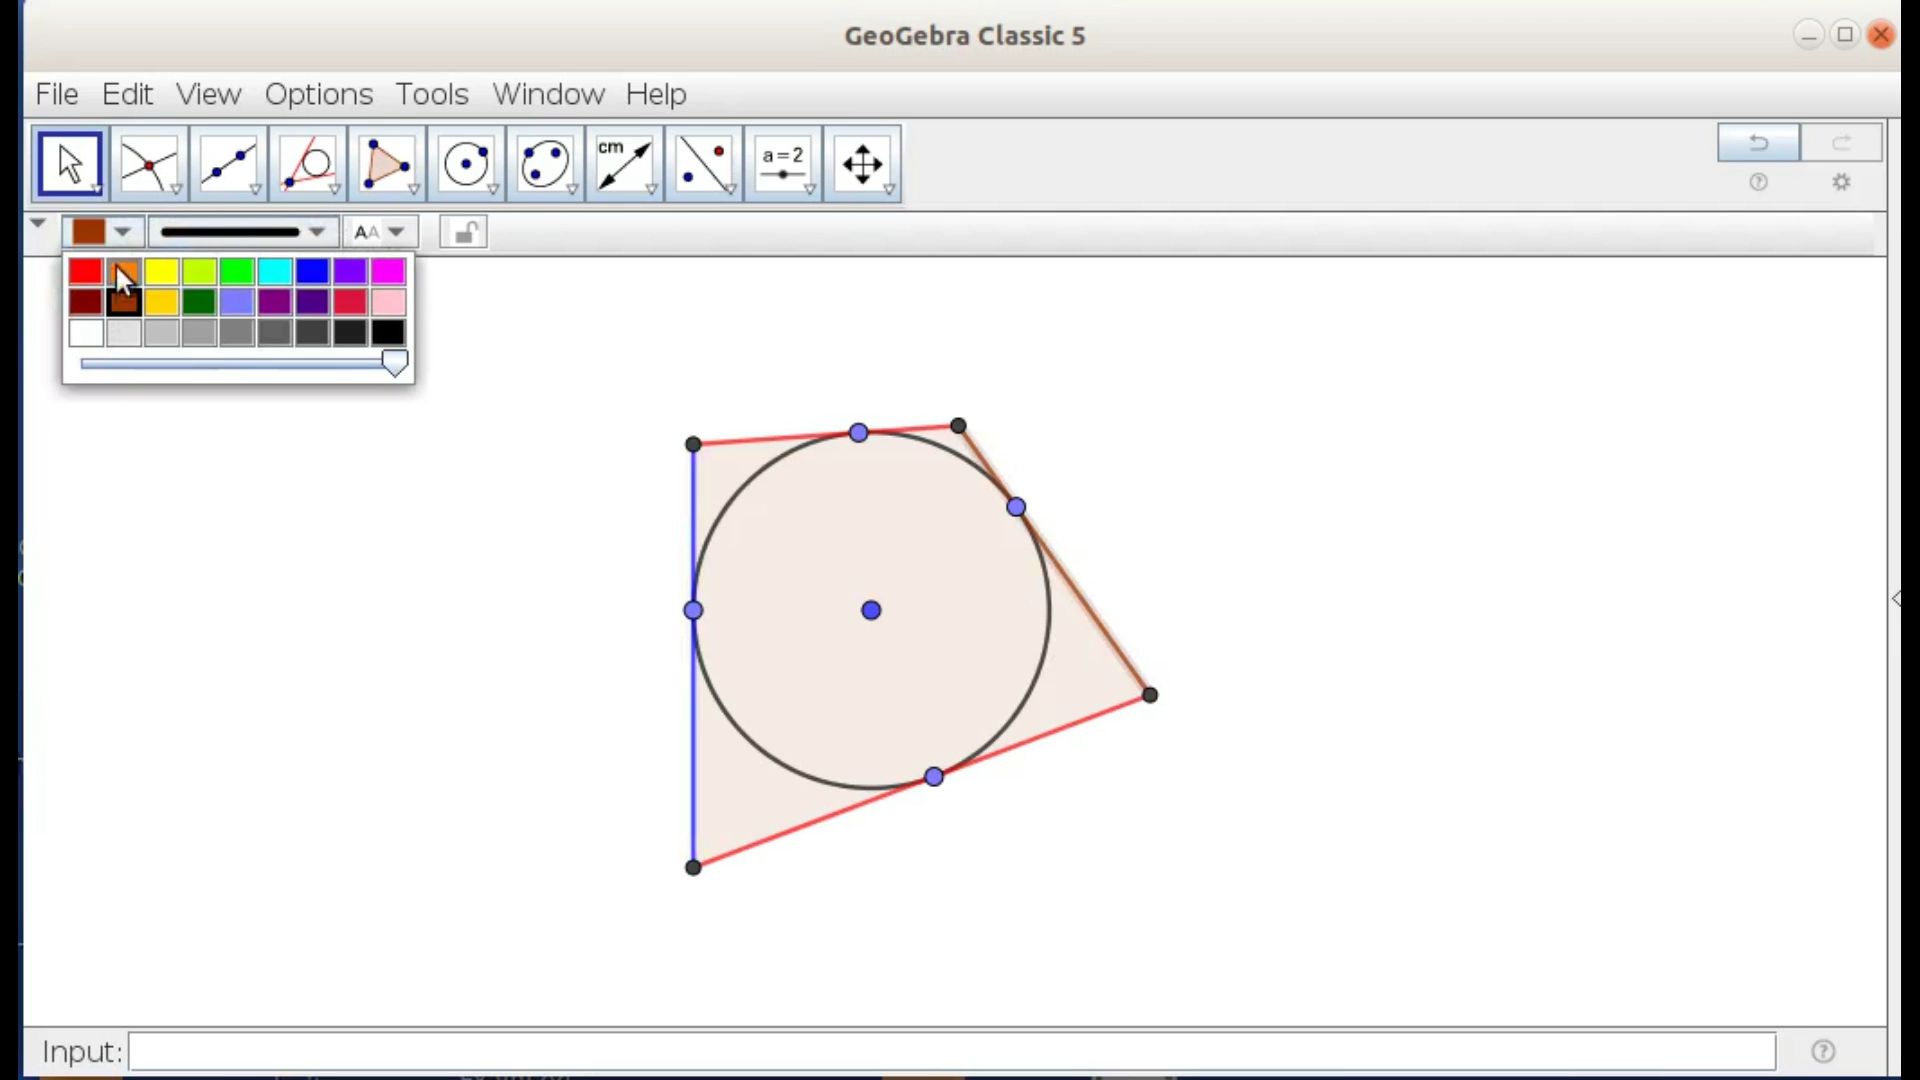 GeoGebra Classic 5
File Edit View Options Tools Window Help
cm
a=2
AA
Input: